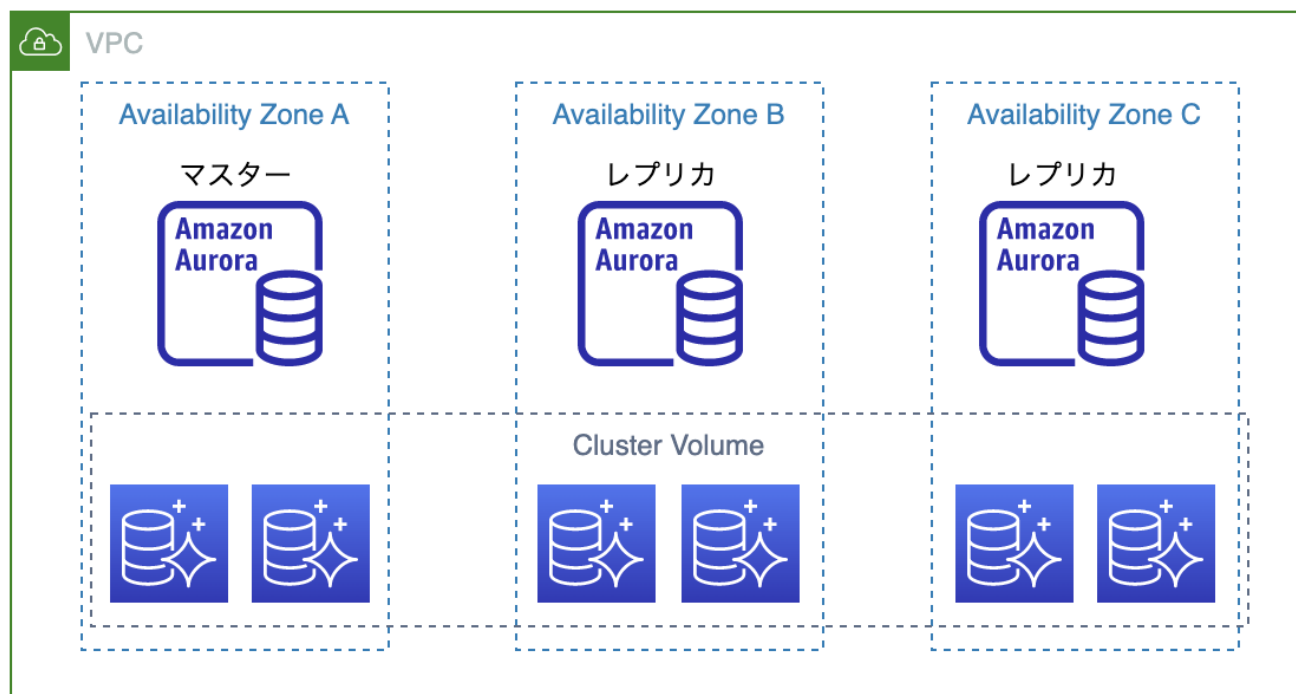 VPC
Availability Zone A
Availability Zone B
Availability Zone C
マスター
レプリカ
レプリカ
Amazon
Aurora
Amazon
Aurora
Amazon
Aurora
Cluster Volume